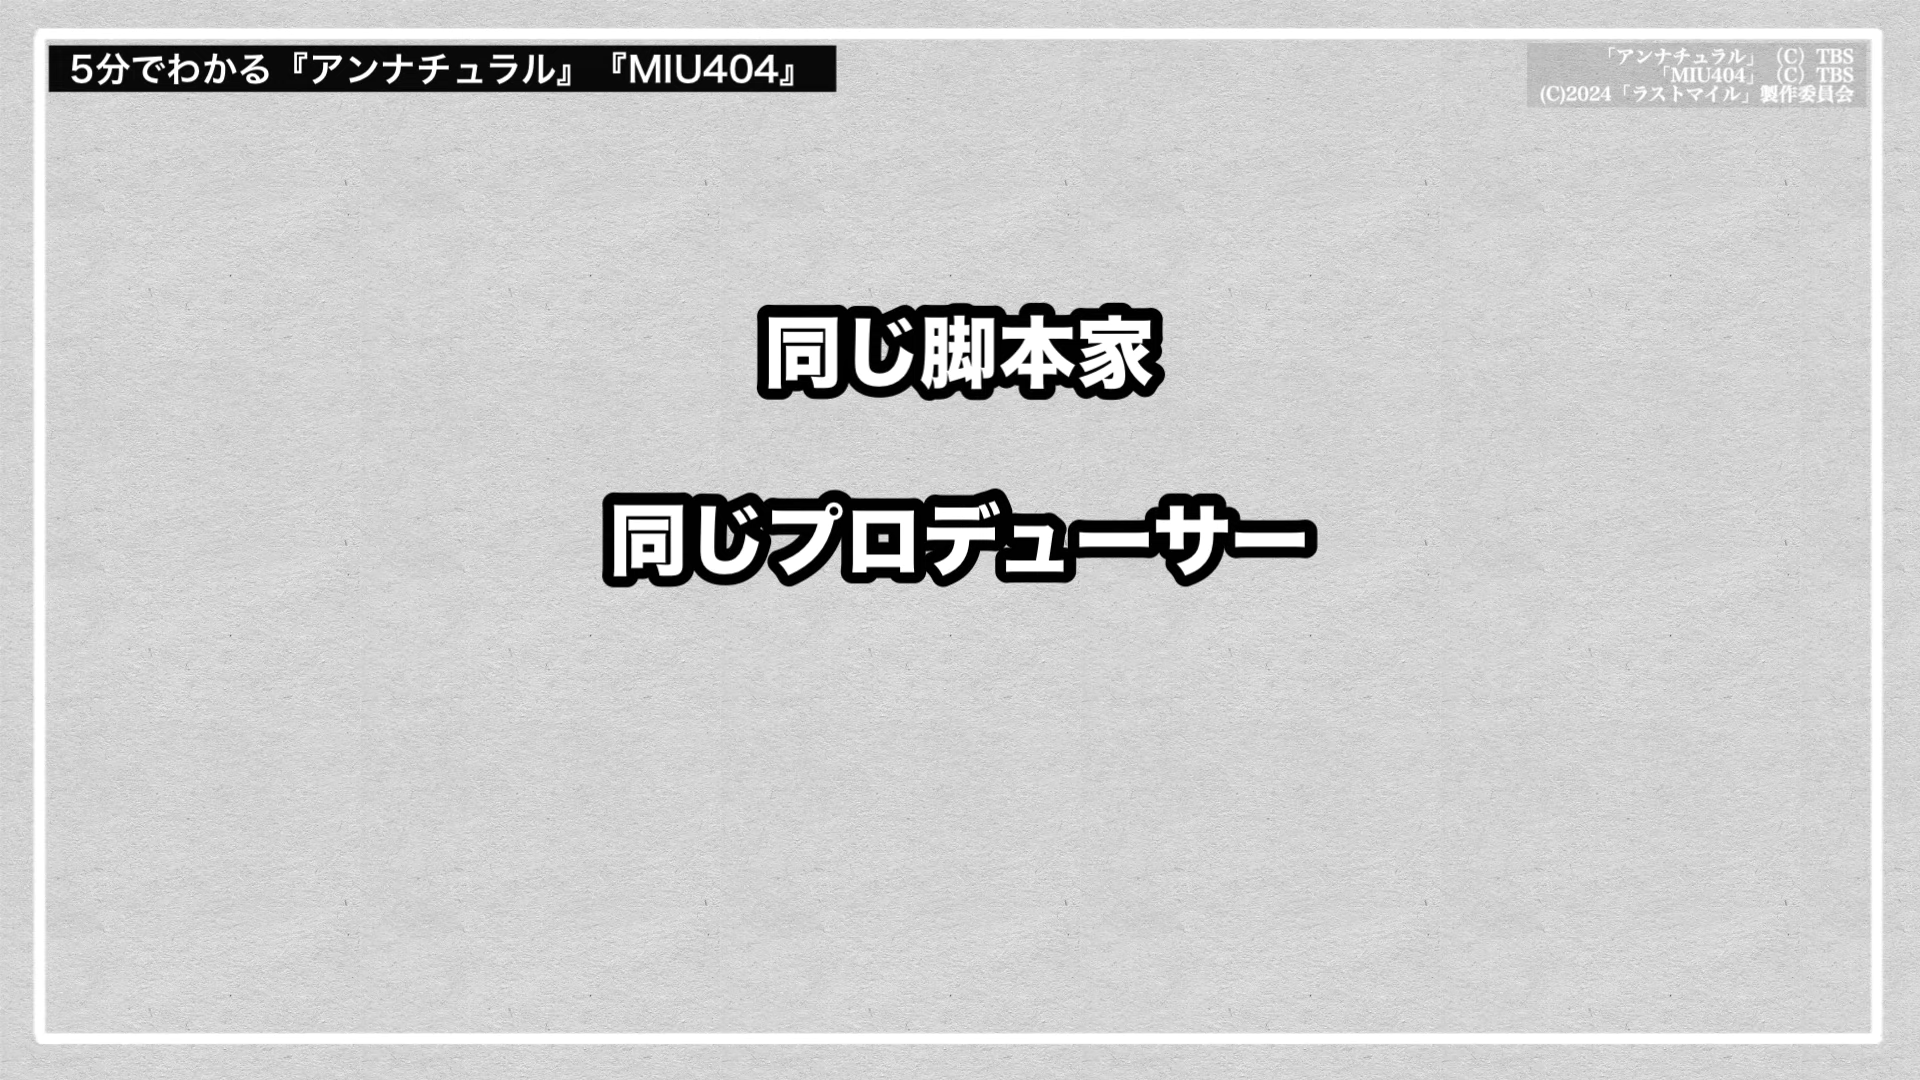 5分でわかる『アンナチュラル』『MIU404』
「アンナチュラル」（C）TBS
「MIU404」（C）TBS
(C)2024「ラストマイル」製作委員会
同じ脚本家
同じプロデューサー